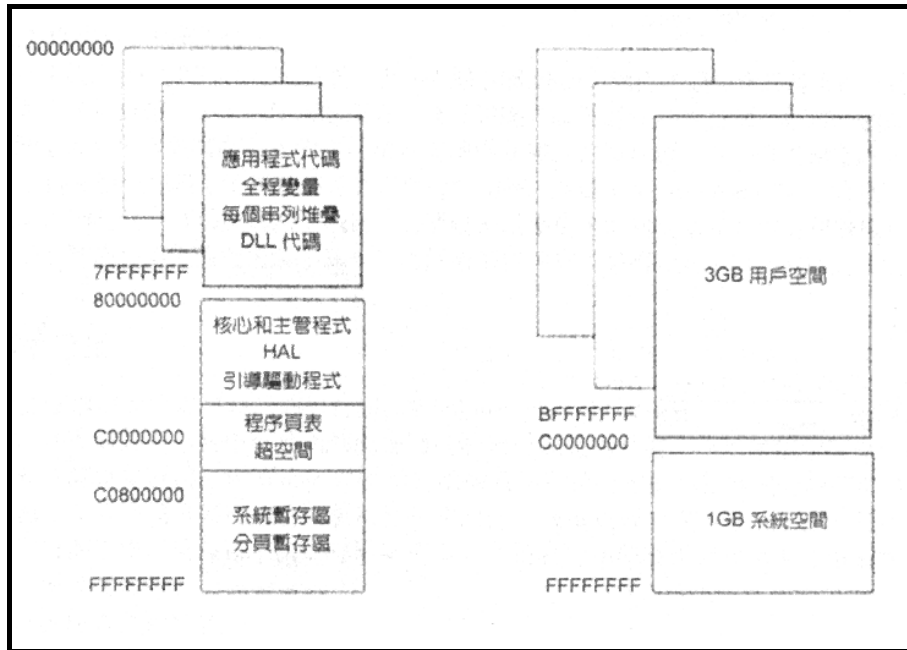 00000000
應用程式代碼
全程變量
每個串列堆疊
DLL 代碼
7FFFFFFF
80000000
核心和主管程式
HAL
引導驅動程式
C0000000
程序頁表
超空間
C0800000
系統暫存區
分頁暫存區
FFFFFFFF
3GB 用戶空間
BFFFFFFF
C0000000
1GB 系統空間
FFFFFFFF